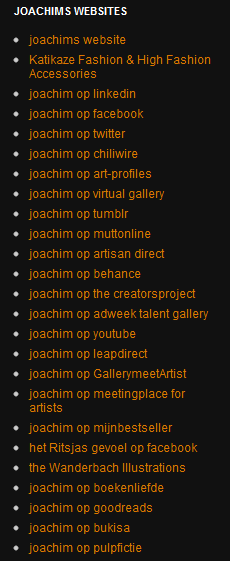 JOACHIMS WEBSITES
joachims website
Katikaze Fashion & High Fashion
Accessories
joachim op linkedin
joachim op facebook
joachim op twitter
joachim op chiliwire
joachim op art-profiles
joachim op virtual gallery
joachim op tumblr
joachim op muttonline
joachim op artisan direct
joachim op behance
joachim op the creatorsproject
joachim op adweek talent gallery
joachim op youtube
joachim op leapdirect
joachim op GallerymeetArtist
joachim op meetingplace for
artists
joachim op mijnbestseller
het Ritsjas gevoel op facebook
the Wanderbach Illustrations
joachim op boekenliefde
joachim op goodreads
joachim op bukisa
joachim op pulpfictie